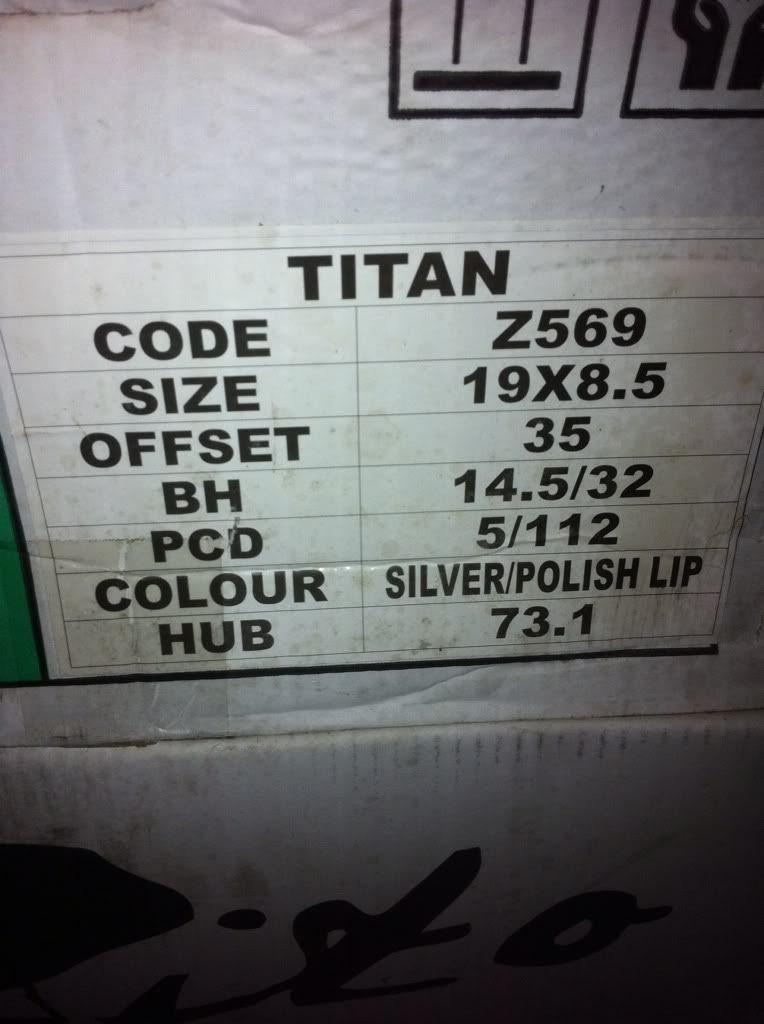 TITAN
CODE Z569
SIZE 19X8.5
OFFSET 35
BH 14.5/32
PCD 5/112
COLOUR SILVER/POLISH LIP
HUB 73.1